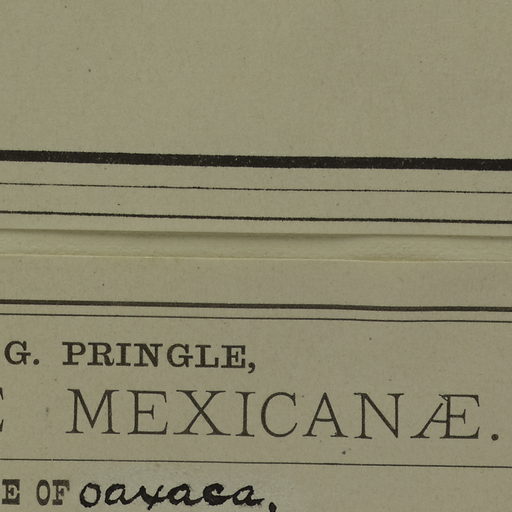 G. PRINGLE,
E MEXICANÆ.
E OF Oaxaca,